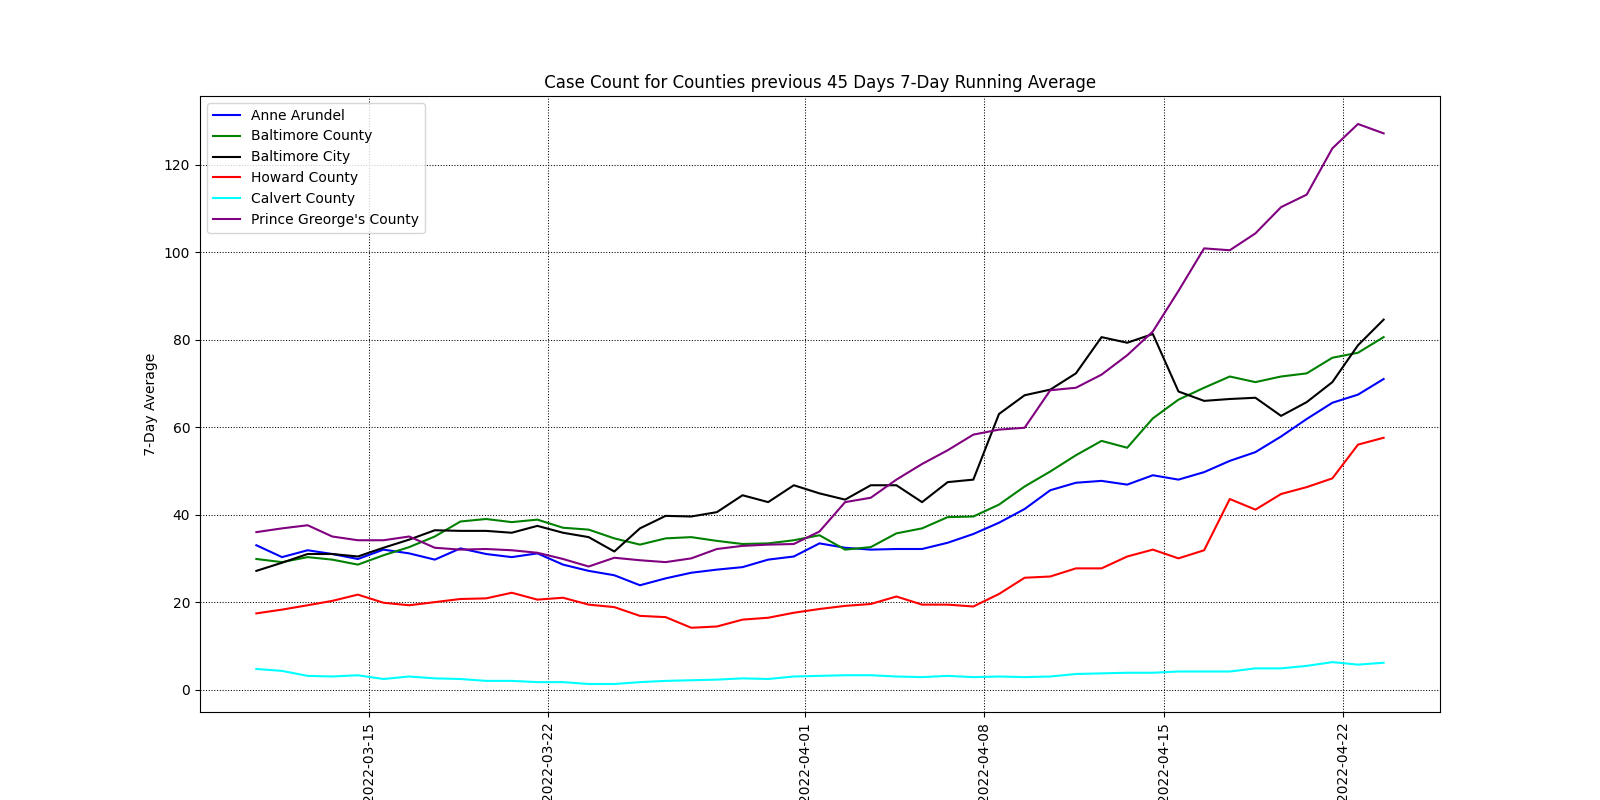 Case Count for Counties previous 45 Days 7-Day Running Average
Anne Arundel
Baltimore County
Baltimore City
Howard County
Calvert County
Prince Greorge's County
7-Day Average
120
100
80
60
40
20
0
2022-03-15
2022-03-22
2022-04-01
2022-04-08
2022-04-15
2022-04-22